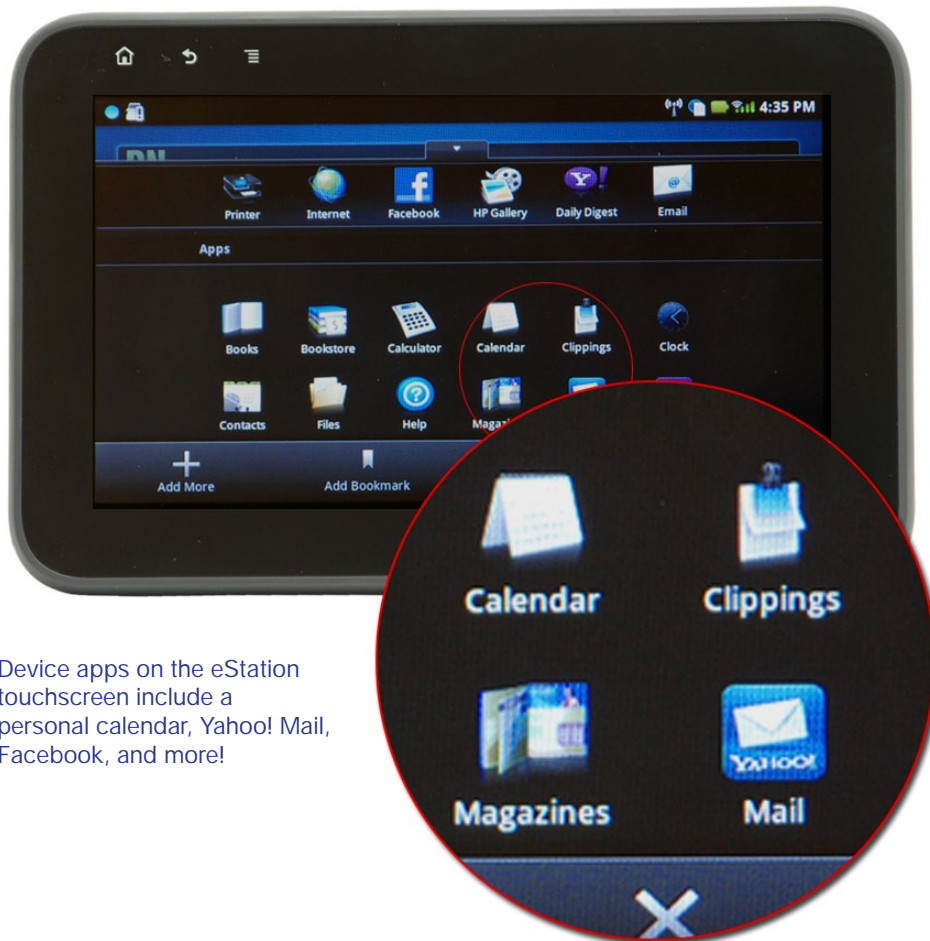 4:35 PM
Printer Internet Facebook HP Gallery Daily Digest Email
Apps
Books Bookstore Calculator Calendar Clippings Clock
Contacts Files Help
Add More Add Bookmark
Calendar Clippings
YAHOO!
Magazines Mail
Device apps on the eStation
touchscreen include a
personal calendar, Yahoo! Mail,
Facebook, and more!